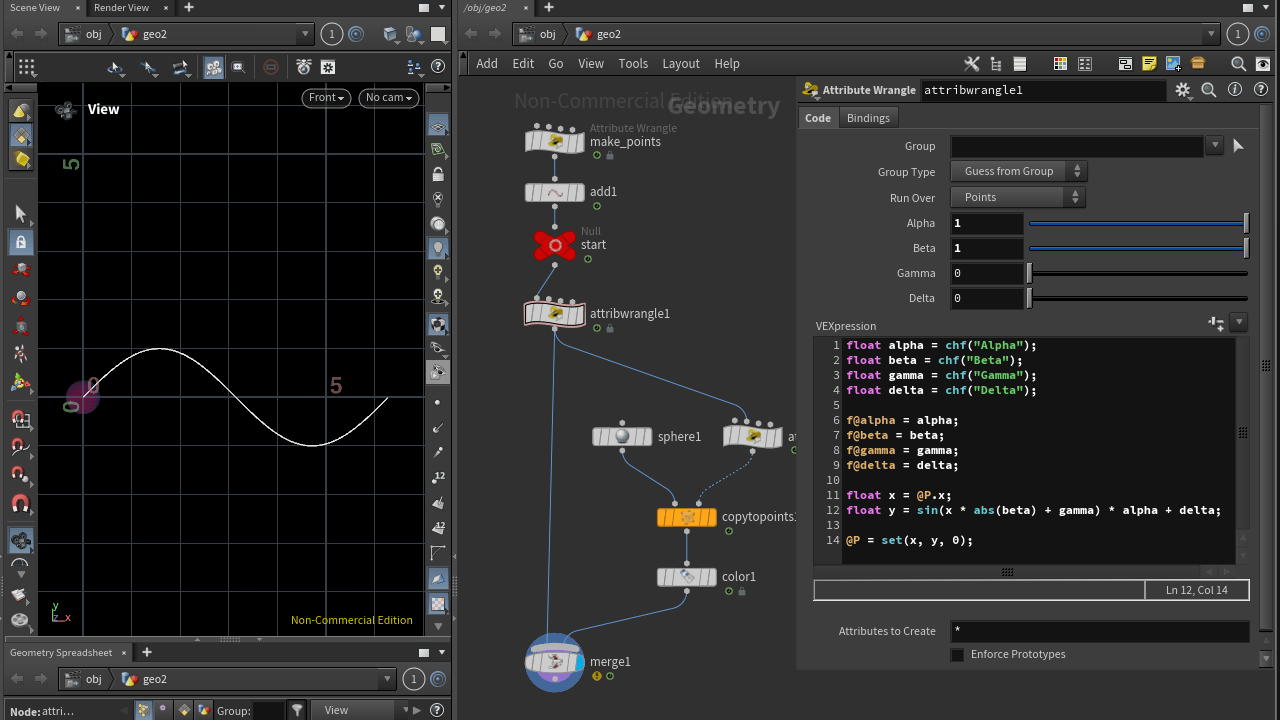 Scene View × Render View × +
obj geo2 1
View
Front No cam
5
0
0
5
y
z x
Non-Commercial Edition
Geometry Spreadsheet × +
obj geo2 1
Node: attri... Group: View
/obj/geo2 × +
obj geo2 1
Add Edit Go View Tools Layout Help
Non-Commercial Edition
Geometry
Attribute Wrangle
make_points
add1
Null
start
attribwrangle1
sphere1
at
copytopoints1
color1
merge1
Attribute Wrangle attribwrangle1
Code Bindings
Group
Group Type Guess from Group
Run Over Points
Alpha 1
Beta 1
Gamma 0
Delta 0
VEXpression
1 float alpha = chf("Alpha");
2 float beta = chf("Beta");
3 float gamma = chf("Gamma");
4 float delta = chf("Delta");
5
6 f@alpha = alpha;
7 f@beta = beta;
8 f@gamma = gamma;
9 f@delta = delta;
10
11 float x = @P.x;
12 float y = sin(x * abs(beta) + gamma) * alpha + delta;
13
14 @P = set(x, y, 0);
Ln 12, Col 14
Attributes to Create *
Enforce Prototypes